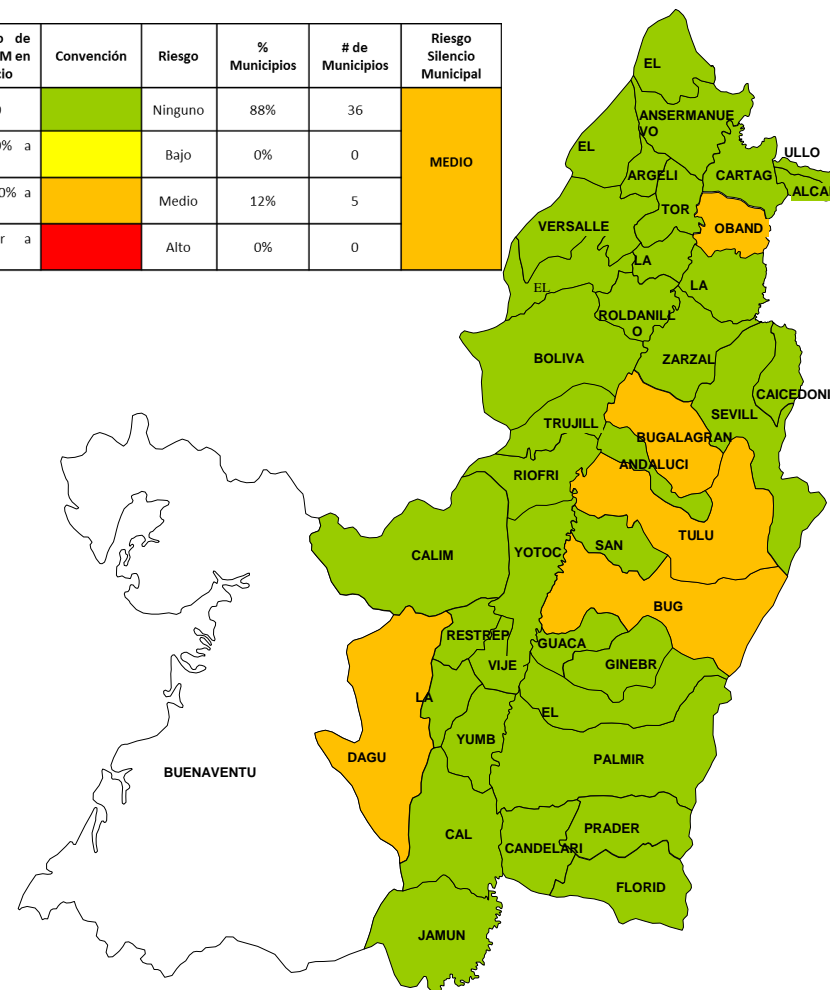 o de
M en
cio
Convención
Riesgo
%
Municipios
# de
Municipios
Riesgo
Silencio
Municipal
Ninguno
88%
36
MEDIO
0% a
Bajo
0%
0
0% a
Medio
12%
5
r a
Alto
0%
0
EL
ANSERMANUE
VO
EL
ULLO
ARGELI
CARTAG
ALCA
TOR
VERSALLE
OBAND
LA
EL
LA
ROLDANILL
O
BOLIVA
ZARZAL
CAICEDONI
SEVILL
TRUJILL
BUGALAGRAN
ANDALUCI
RIOFRI
TULU
CALIM
YOTOC
SAN
BUG
RESTREP
GUACA
VIJE
GINEBR
LA
EL
YUMB
DAGU
PALMIR
BUENAVENTU
CAL
PRADER
CANDELARI
FLORID
JAMUN